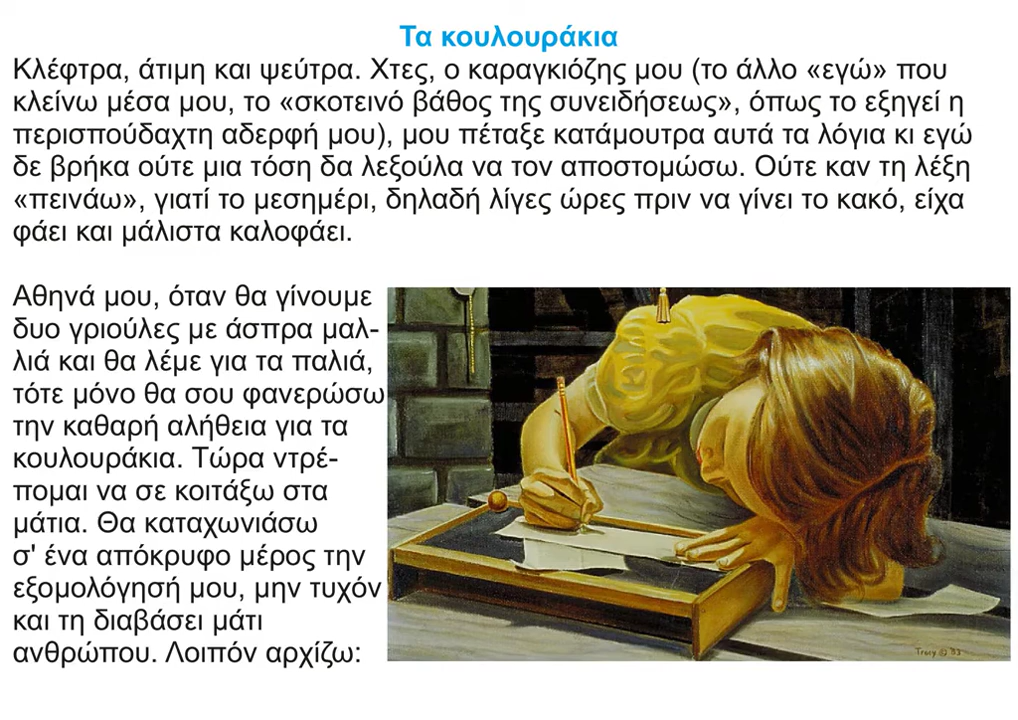 Τα κουλουράκια
Κλέφτρα, άτιμη και ψεύτρα. Χτες, ο καραγκιόζης μου (το άλλο «εγώ» που
κλείνω μέσα μου, το «σκοτεινό βάθος της συνειδήσεως», όπως το εξηγεί η
περισπούδαχτη αδερφή μου), μου πέταξε κατάμουτρα αυτά τα λόγια κι εγώ
δε βρήκα ούτε μια τόση δα λεξούλα να τον αποστομώσω. Ούτε καν τη λέξη
«πεινάω», γιατί το μεσημέρι, δηλαδή λίγες ώρες πριν να γίνει το κακό, είχα
φάει και μάλιστα καλοφάει.
Αθηνά μου, όταν θα γίνουμε
δυο γριούλες με άσπρα μαλ-
λιά και θα λέμε για τα παλιά,
τότε μόνο θα σου φανερώσω
την καθαρή αλήθεια για τα
κουλουράκια. Τώρα ντρέ-
πομαι να σε κοιτάξω στα
μάτια. Θα καταχωνιάσω
σ' ένα απόκρυφο μέρος την
εξομολόγησή μου, μην τυχόν
και τη διαβάσει μάτι
ανθρώπου. Λοιπόν αρχίζω: